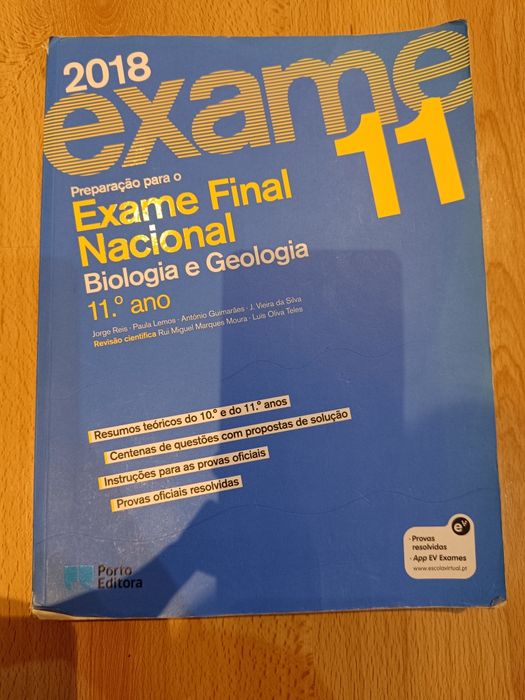 2018
exame
11
Preparação para o
Exame Final
Nacional
Biologia e Geologia
11.º ano
Jorge Reis · Paula Lemos · António Guimarães · J. Vieira da Silva
Revisão científica Rui Miguel Marques Moura · Luís Oliva Teles
Resumos teóricos do 10.º e do 11.º anos
Centenas de questões com propostas de solução
Instruções para as provas oficiais
Provas oficiais resolvidas
Porto
Editora
ev
· Provas
resolvidas
· App EV Exames
www.escolavirtual.pt